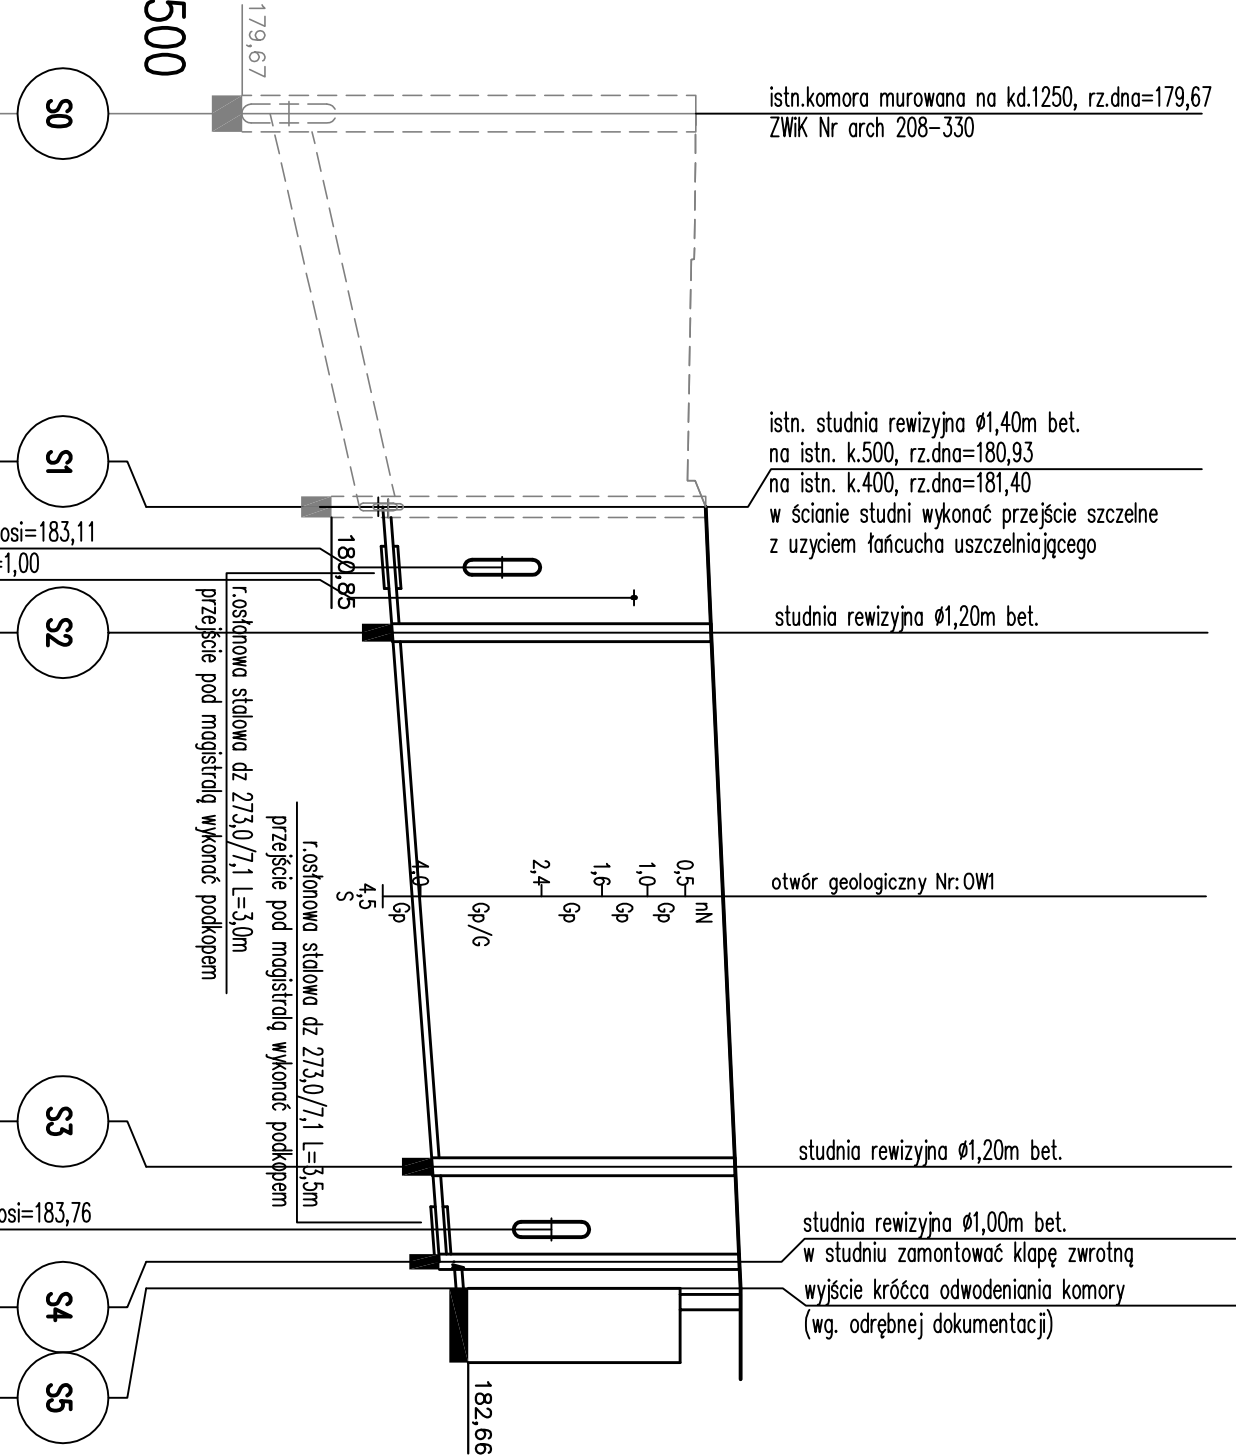 500
179,67
S0
istn.komora murowana na kd.1250, rz.dna=179,67
ZWiK Nr arch 208-330
S1
istn. studnia rewizyjna Ø1,40m bet.
na istn. k.500, rz.dna=180,93
na istn. k.400, rz.dna=181,40
w ścianie studni wykonać przejście szczelne
z uzyciem łańcucha uszczelniającego
osi=183,11
=1,00
180,85
S2
studnia rewizyjna Ø1,20m bet.
r.osłonowa stalowa dz 273,0/7,1 L=3,0m
przejście pod magistralą wykonać podkopem
r.osłonowa stalowa dz 273,0/7,1 L=3,5m
przejście pod magistralą wykonać podkopem
otwór geologiczny Nr:OW1
0,5
1,0
1,6
2,4
4,0
4,5
nN
Gp
Gp
Gp
Gp/G
Gp
S
S3
studnia rewizyjna Ø1,20m bet.
osi=183,76
studnia rewizyjna Ø1,00m bet.
w studniu zamontować klapę zwrotną
S4
wyjście króćca odwodeniania komory
(wg. odrębnej dokumentacji)
S5
182,66